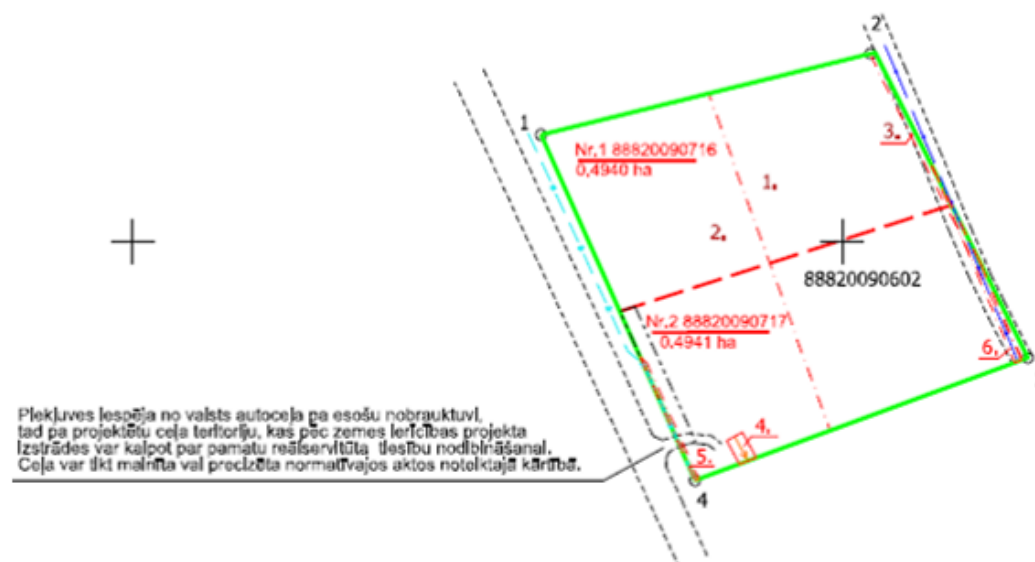 2
1
Nr.1 88820090716
0,4940 ha
3.
1.
2.
88820090602
Nr.2 88820090717
0.4941 ha
6.
Piekļuves iespēja no valsts autoceļa pa esošu nobrauktuvi,
tad pa projektētu ceļa teritoriju, kas pēc zemes ierīcības projekta
izstrādes var kalpot par pamatu reālservitūta tiesību nodibināšanai.
Ceļa var tikt mainīta vai precizēta normatīvajos aktos noteiktajā kārtībā.
4.
5.
4